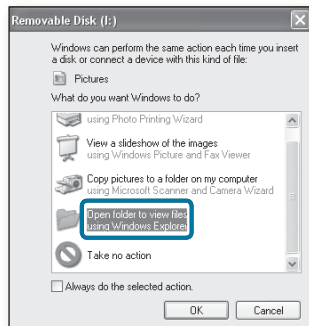 Removable Disk (I:)
Windows can perform the same action each time you insert
a disk or connect a device with this kind of file:
Pictures
What do you want Windows to do?
using Photo Printing Wizard
View a slideshow of the images
using Windows Picture and Fax Viewer
Copy pictures to a folder on my computer
using Microsoft Scanner and Camera Wizard
Open folder to view files
using Windows Explorer
Take no action
Always do the selected action.
OK
Cancel